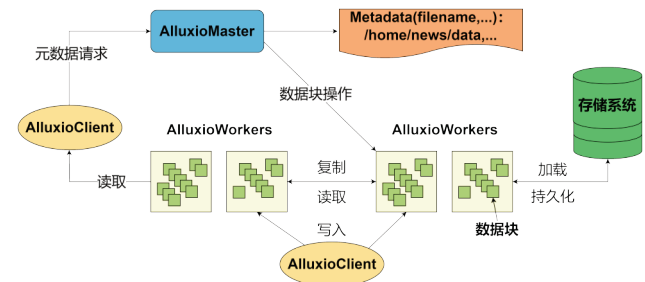 AlluxioMaster
Metadata(filename,...):
/home/news/data,...
元数据请求
数据块操作
存储系统
AlluxioClient
AlluxioWorkers
AlluxioWorkers
读取
复制
读取
加载
持久化
写入
数据块
AlluxioClient